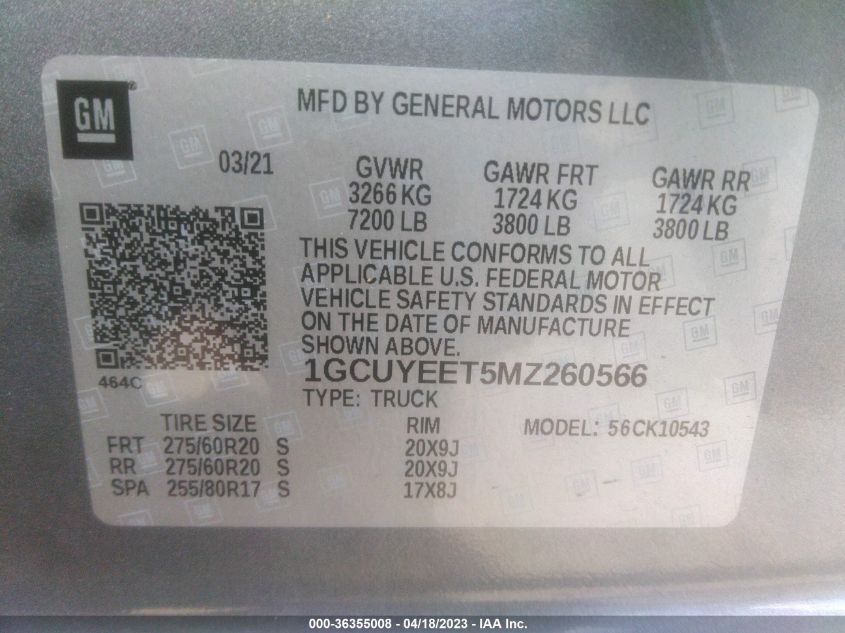 GM
MFD BY GENERAL MOTORS LLC
03/21
GVWR GAWR FRT GAWR RR
3266 KG 1724 KG 1724 KG
7200 LB 3800 LB 3800 LB
THIS VEHICLE CONFORMS TO ALL
APPLICABLE U.S. FEDERAL MOTOR
VEHICLE SAFETY STANDARDS IN EFFECT
ON THE DATE OF MANUFACTURE
SHOWN ABOVE.
464C
1GCUYEET5MZ260566
TYPE: TRUCK
TIRE SIZE RIM MODEL: 56CK10543
FRT 275/60R20 S 20X9J
RR 275/60R20 S 20X9J
SPA 255/80R17 S 17X8J
000-36355008 - 04/18/2023 - IAA Inc.